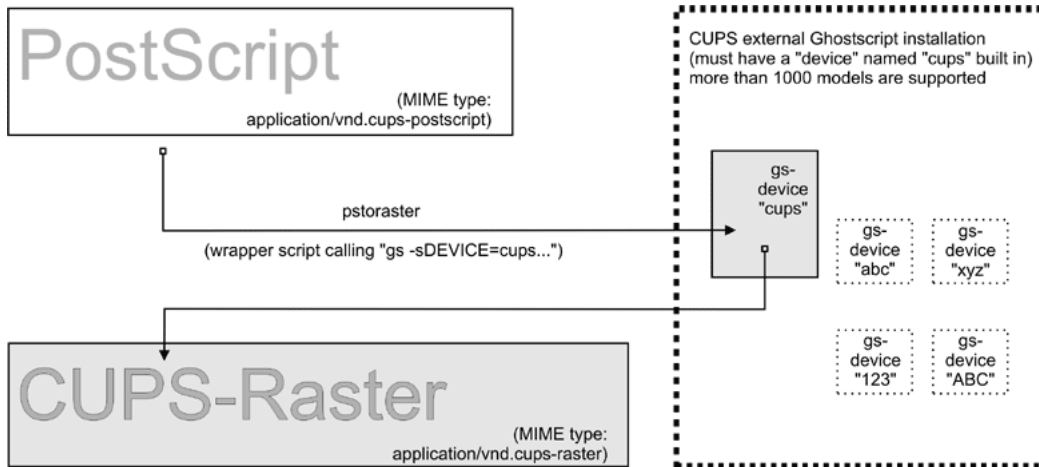 PostScript
(MIME type:
application/vnd.cups-postscript)
CUPS external Ghostscript installation
(must have a "device" named "cups" built in)
more than 1000 models are supported
gs-
device
"cups"
pstoraster
(wrapper script calling "gs -sDEVICE=cups...")
gs-
device
"abc"
gs-
device
"xyz"
gs-
device
"123"
gs-
device
"ABC"
CUPS-Raster
(MIME type:
application/vnd.cups-raster)